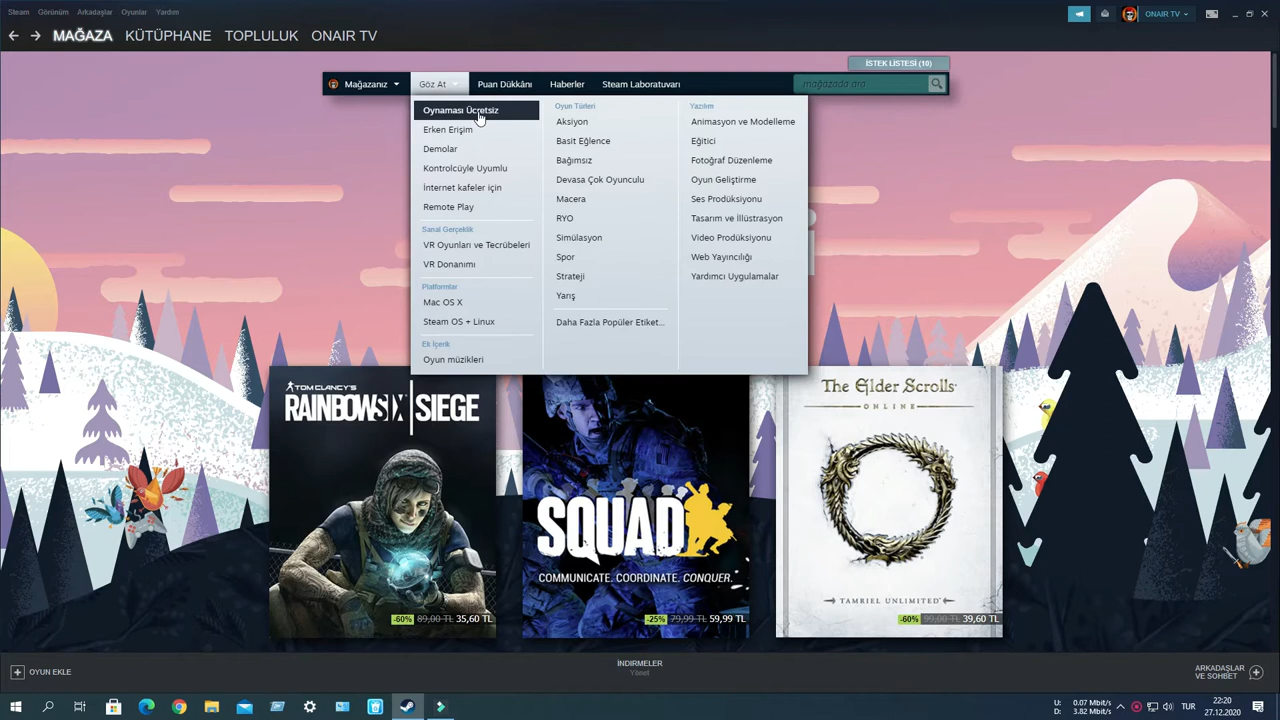 Steam Görünüm Arkadaşlar Oyunlar Yardım
ONAIR TV
MAĞAZA KÜTÜPHANE TOPLULUK ONAIR TV
İSTEK LİSTESİ (10)
Mağazanız Göz At Puan Dükkânı Haberler Steam Laboratuvarı mağazada ara
Oynaması Ücretsiz
Erken Erişim
Demolar
Kontrolcüyle Uyumlu
İnternet kafeler için
Remote Play
Sanal Gerçeklik
VR Oyunları ve Tecrübeleri
VR Donanımı
Platformlar
Mac OS X
Steam OS + Linux
Ek İçerik
Oyun müzikleri
Oyun Türleri
Aksiyon
Basit Eğlence
Bağımsız
Devasa Çok Oyunculu
Macera
RYO
Simülasyon
Spor
Strateji
Yarış
Daha Fazla Popüler Etiket...
Yazılım
Animasyon ve Modelleme
Eğitici
Fotoğraf Düzenleme
Oyun Geliştirme
Ses Prodüksiyonu
Tasarım ve İllüstrasyon
Video Prodüksiyonu
Web Yayıncılığı
Yardımcı Uygulamalar
TOM CLANCY'S
RAINBOWSIX | SIEGE
-60% 89,00 TL 35,60 TL
SQUAD
COMMUNICATE. COORDINATE. CONQUER.
-25% 79,99 TL 59,99 TL
The Elder Scrolls
ONLINE
TAMRIEL UNLIMITED
-60% 99,00 TL 39,60 TL
OYUN EKLE
İNDIRMELER
Yönet
ARKADAŞLAR
VE SOHBET
U: 0.07 Mbit/s
D: 3.82 Mbit/s
TUR
22:20
27.12.2020